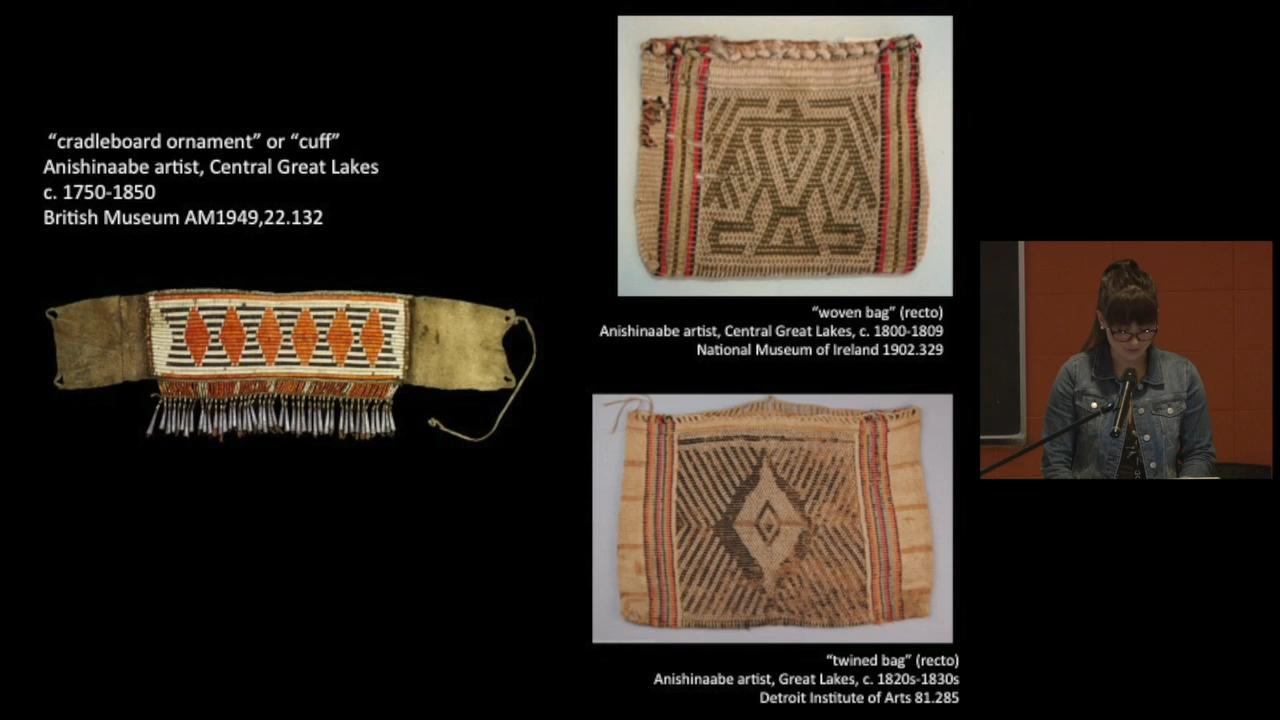 “cradleboard ornament” or “cuff”
Anishinaabe artist, Central Great Lakes
c. 1750-1850
British Museum AM1949,22.132
“woven bag” (recto)
Anishinaabe artist, Central Great Lakes, c. 1800-1809
National Museum of Ireland 1902.329
“twined bag” (recto)
Anishinaabe artist, Great Lakes, c. 1820s-1830s
Detroit Institute of Arts 81.285